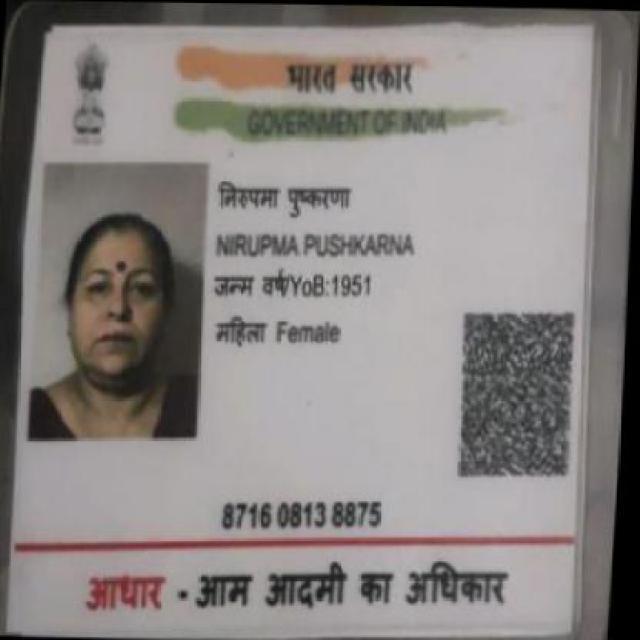 भारत सरकार
GOVERNMENT OF INDIA
निरुपमा पुष्करणा
NIRUPMA PUSHKARNA
जन्म वर्ष/YoB:1951
महिला Female
8716 0813 8875
आधार - आम आदमी का अधिकार